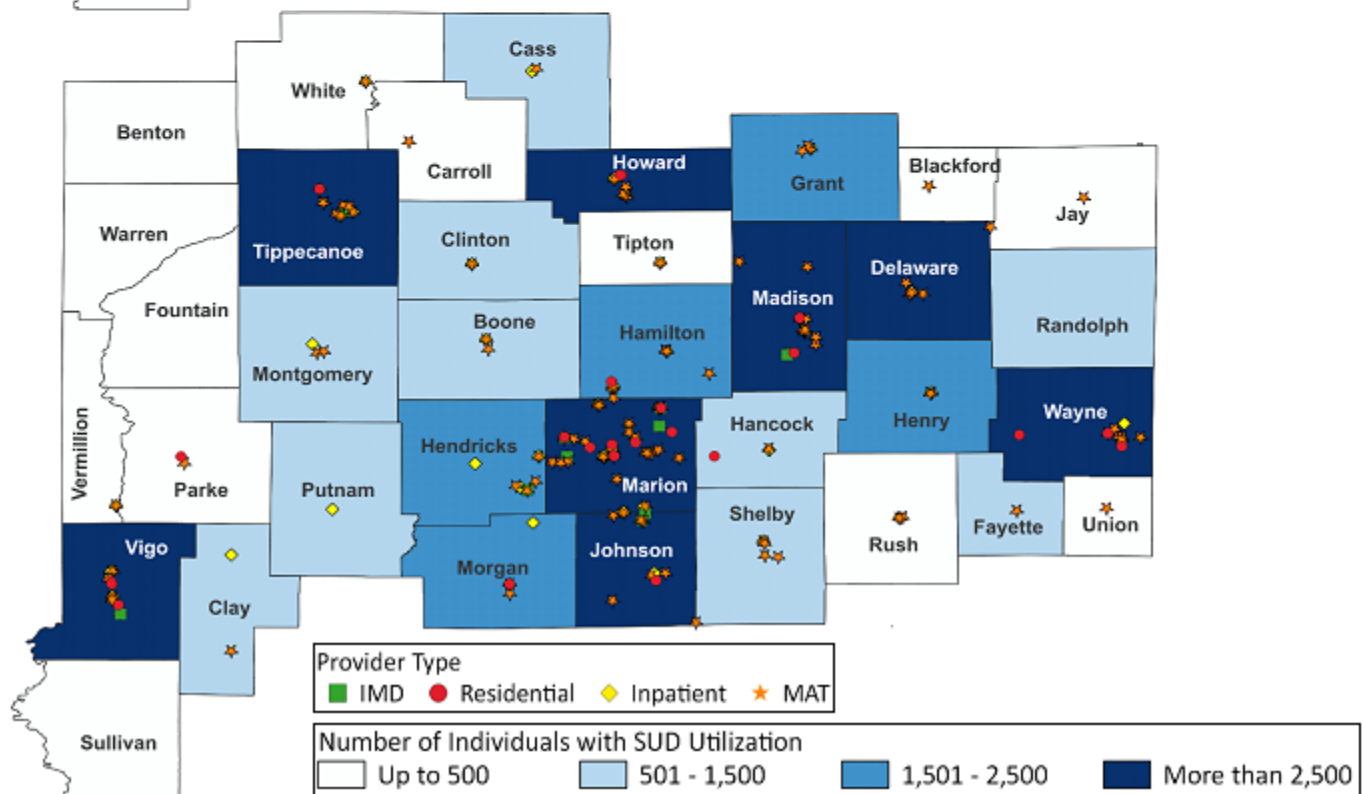 Cass
White
Benton
Carroll
Howard
Grant
Blackford
Jay
Warren
Tippecanoe
Clinton
Tipton
Delaware
Fountain
Boone
Hamilton
Madison
Randolph
Montgomery
Vermillion
Parke
Putnam
Hendricks
Marion
Hancock
Henry
Wayne
Vigo
Clay
Morgan
Johnson
Shelby
Rush
Fayette
Union
Sullivan
Provider Type
IMD Residential Inpatient MAT
Number of Individuals with SUD Utilization
Up to 500 501 - 1,500 1,501 - 2,500 More than 2,500